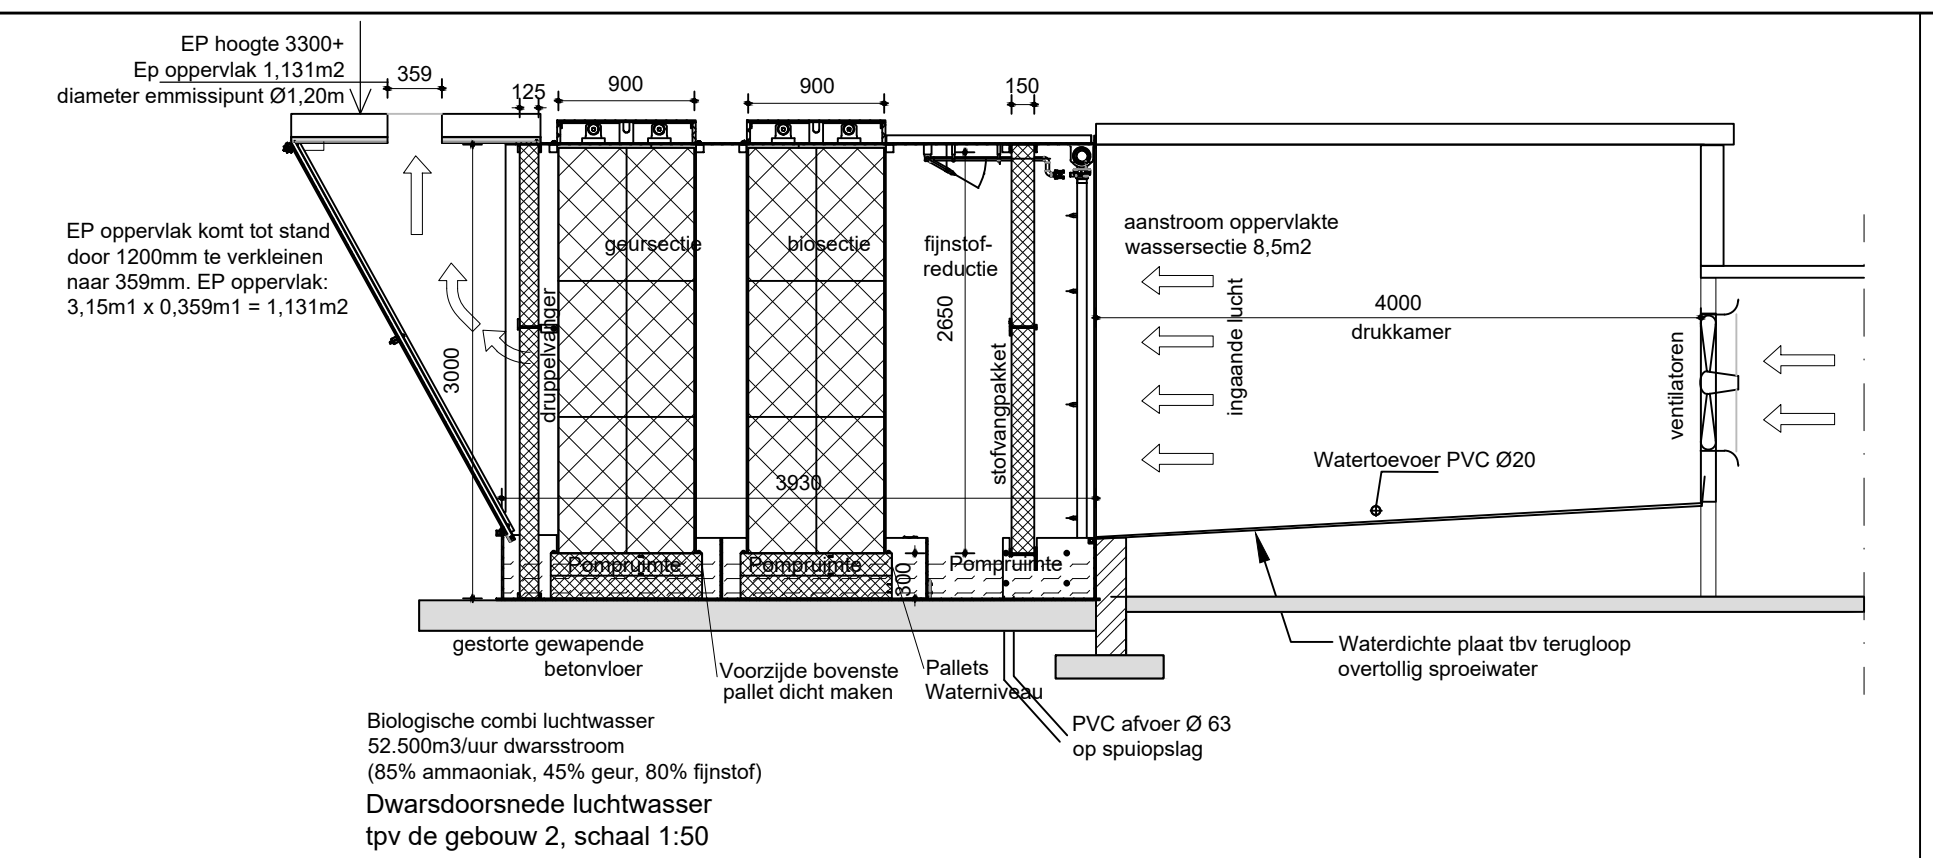 EP hoogte 3300+
Ep oppervlak 1,131m2
diameter emmissipunt Ø1,20m
359
125
900
900
150
EP oppervlak komt tot stand
door 1200mm te verkleinen
naar 359mm. EP oppervlak:
3,15m1 x 0,359m1 = 1,131m2
3000
druppelvanger
geursectie
biosectie
fijnstof-
reductie
2650
stofvangpakket
3930
aanstroom oppervlakte
wassersectie 8,5m2
ingaande lucht
4000
drukkamer
ventilatoren
Watertoevoer PVC Ø20
Pompruimte
Pompruimte
300
Pompruimte
gestorte gewapende
betonvloer
Voorzijde bovenste
pallet dicht maken
Pallets
Waterniveau
PVC afvoer Ø 63
op spuiopslag
Waterdichte plaat tbv terugloop
overtollig sproeiwater
Biologische combi luchtwasser
52.500m3/uur dwarsstroom
(85% ammaoniak, 45% geur, 80% fijnstof)
Dwarsdoorsnede luchtwasser
tpv de gebouw 2, schaal 1:50